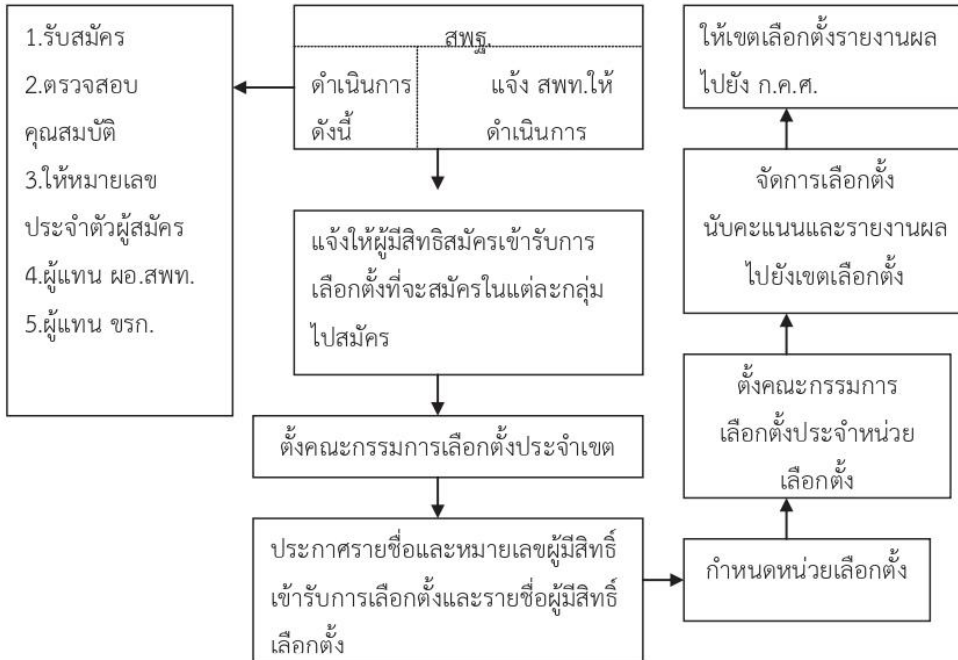 สพฐ.
ดำเนินการ
ดังนี้
แจ้ง สพท.ให้
ดำเนินการ
1.รับสมัคร
2.ตรวจสอบ
คุณสมบัติ
3.ให้หมายเลข
ประจำตัวผู้สมัคร
4.ผู้แทน ผอ.สพท.
5.ผู้แทน ขรก.
แจ้งให้ผู้มีสิทธิสมัครเข้ารับการ
เลือกตั้งที่จะสมัครในแต่ละกลุ่ม
ไปสมัคร
ตั้งคณะกรรมการเลือกตั้งประจำเขต
ประกาศรายชื่อและหมายเลขผู้มีสิทธิ์
เข้ารับการเลือกตั้งและรายชื่อผู้มีสิทธิ์
เลือกตั้ง
กำหนดหน่วยเลือกตั้ง
ตั้งคณะกรรมการ
เลือกตั้งประจำหน่วย
เลือกตั้ง
จัดการเลือกตั้ง
นับคะแนนและรายงานผล
ไปยังเขตเลือกตั้ง
ให้เขตเลือกตั้งรายงานผล
ไปยัง ก.ค.ศ.